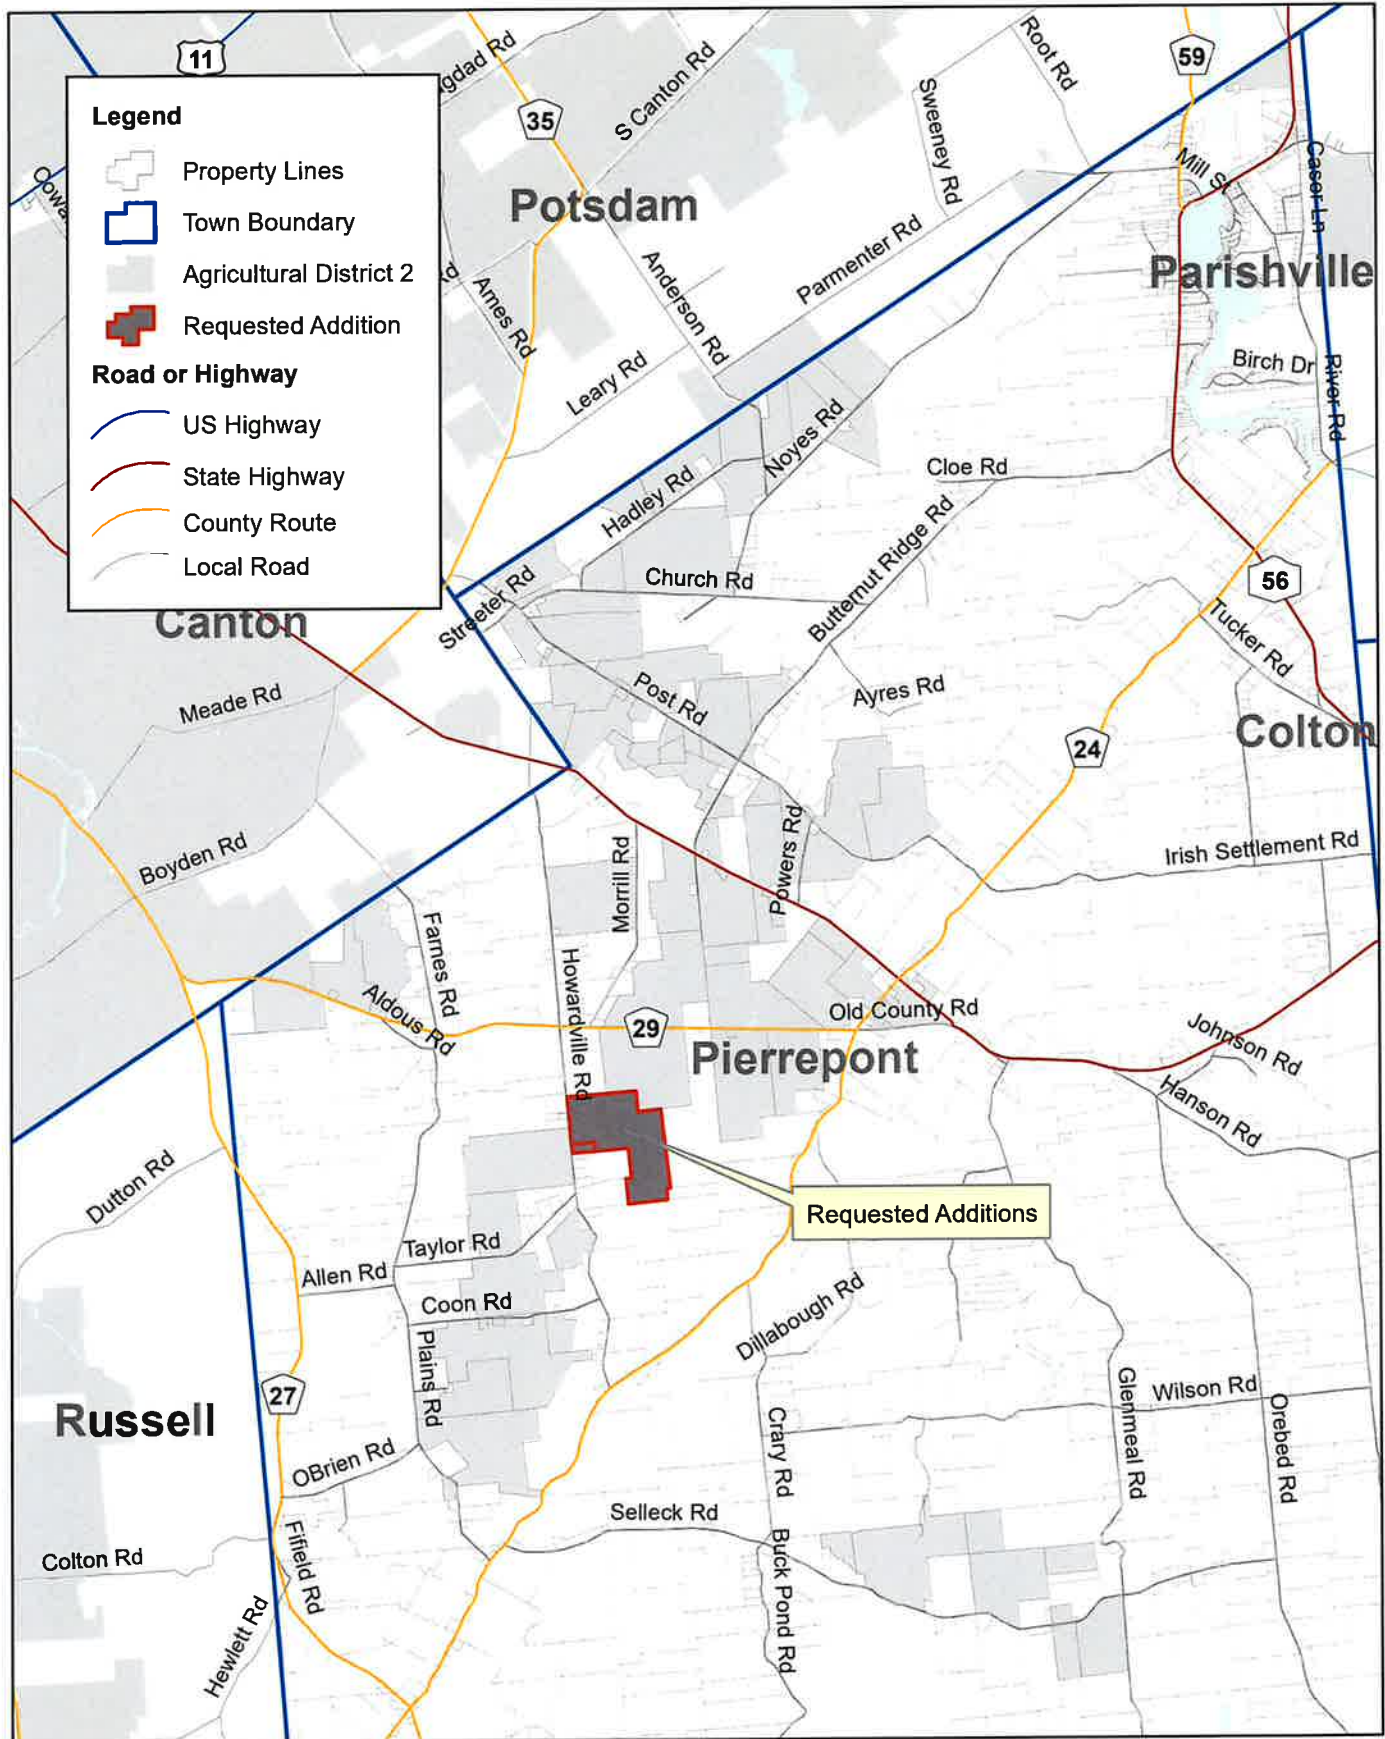 11
Legend
Property Lines
Town Boundary
Agricultural District 2
Requested Addition
Road or Highway
US Highway
State Highway
County Route
Local Road
35
S Canton Rd
Root Rd
59
Sweeney Rd
Mill St
Potsdam
Ames Rd
Anderson Rd
Parmenter Rd
Parishville
Leary Rd
Birch Dr
River Rd
Noyes Rd
Hadley Rd
Cloe Rd
Butternut Ridge Rd
Church Rd
Streeter Rd
56
Tucker Rd
Canton
Meade Rd
Post Rd
Ayres Rd
24
Colton
Boyden Rd
Morrill Rd
Powers Rd
Irish Settlement Rd
Farnes Rd
Aldous Rd
Howardville Rd
29
Old County Rd
Pierrepont
Johnson Rd
Hanson Rd
Dutton Rd
Requested Additions
Taylor Rd
Allen Rd
Coon Rd
Plains Rd
Dillabough Rd
27
Russell
Glenmeal Rd
Wilson Rd
Orebed Rd
Crary Rd
OBrien Rd
Selleck Rd
Colton Rd
Fifield Rd
Buck Pond Rd
Hewlett Rd